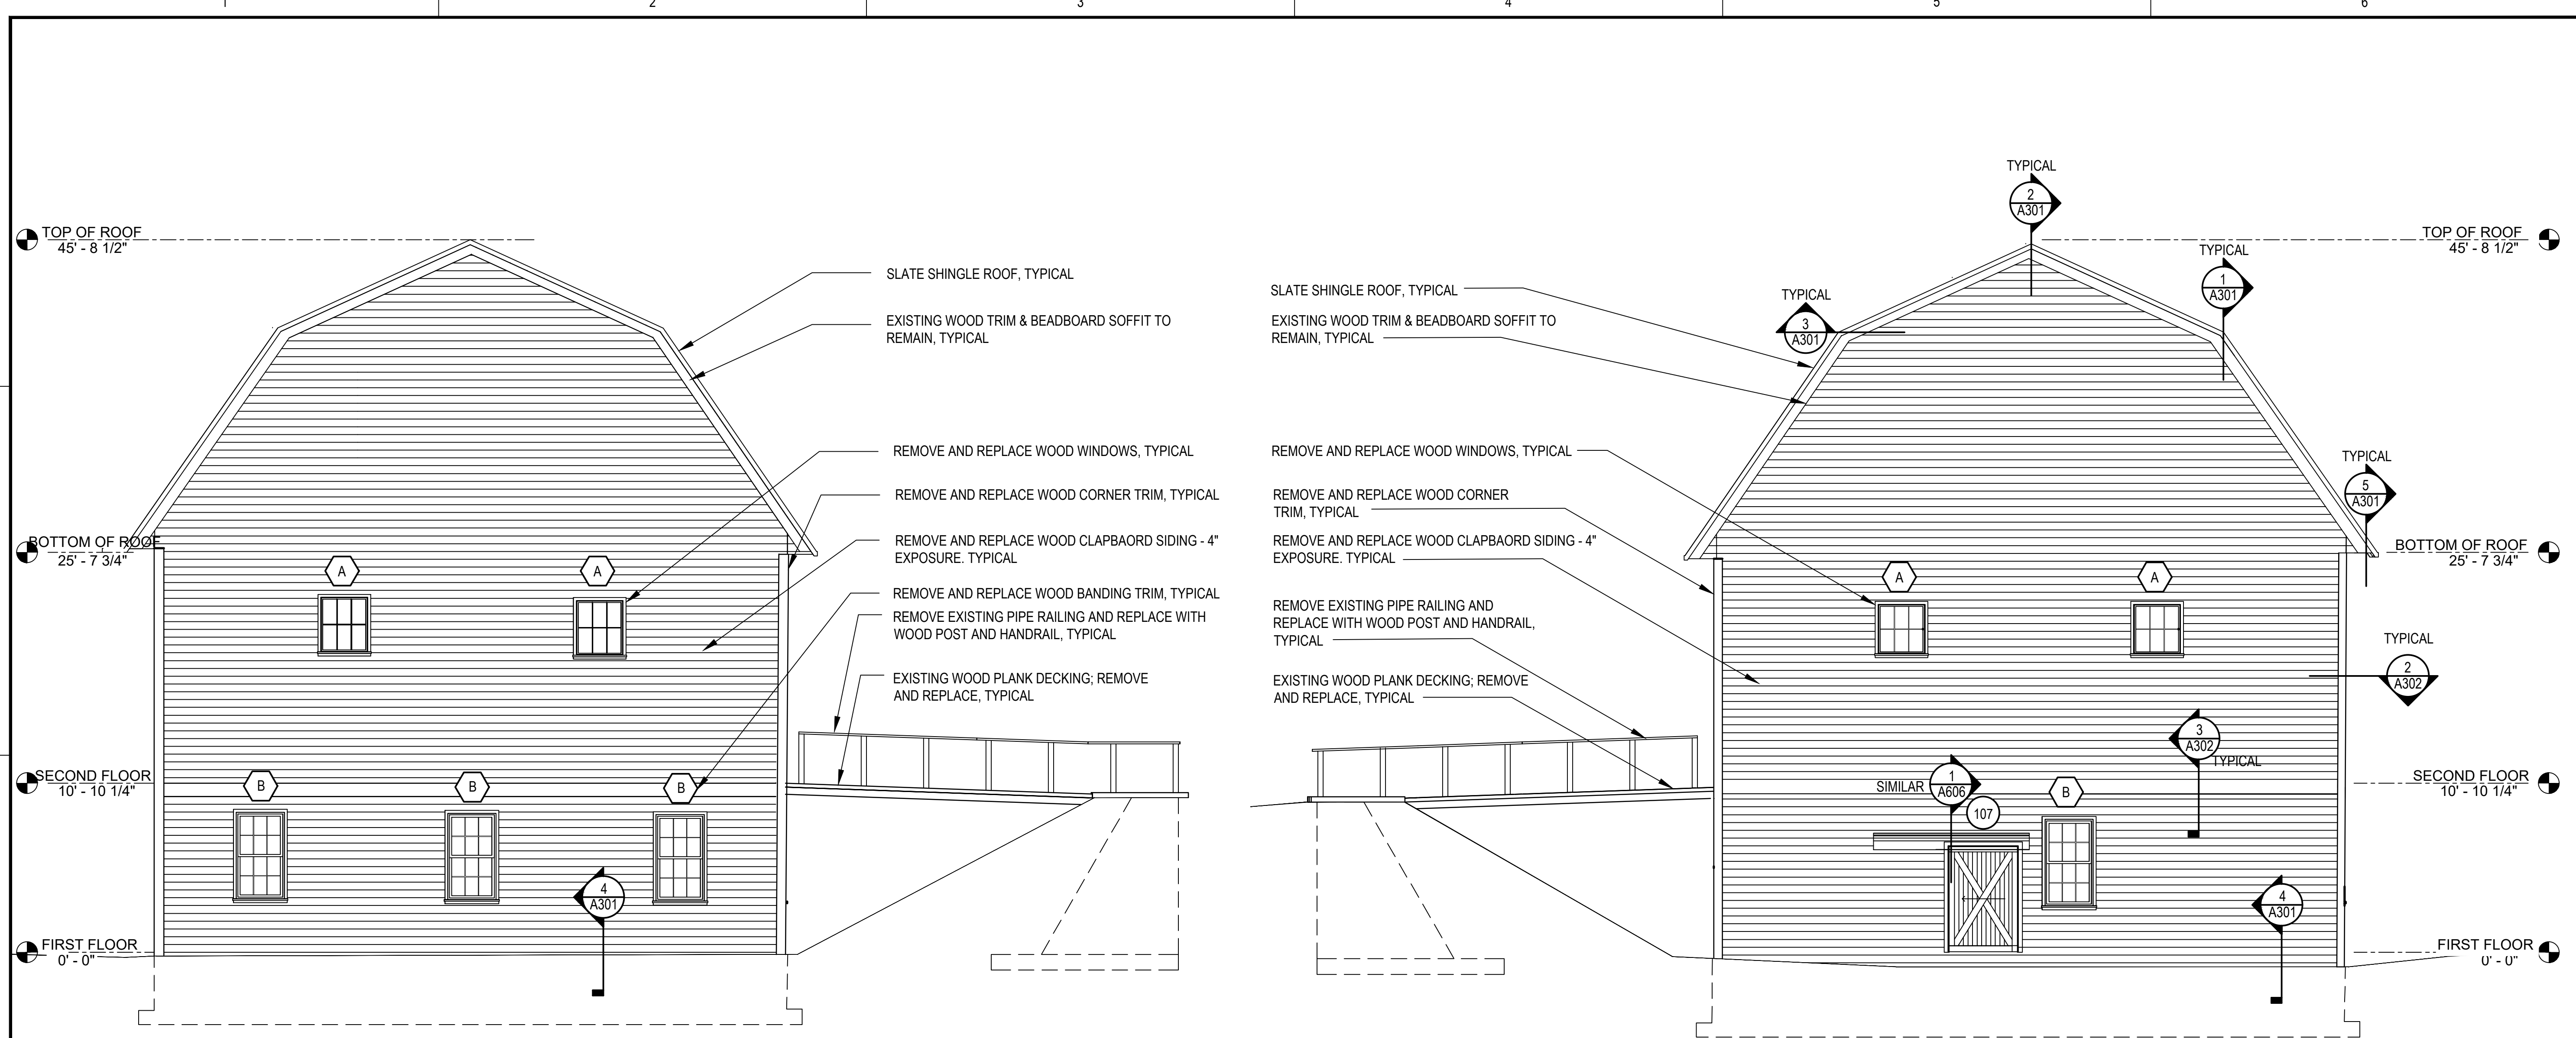 1 2 3 4 5 6
TOP OF ROOF
45' - 8 1/2"
BOTTOM OF ROOF
25' - 7 3/4"
SECOND FLOOR
10' - 10 1/4"
FIRST FLOOR
0' - 0"
A A
B B B
4
A301
SLATE SHINGLE ROOF, TYPICAL
EXISTING WOOD TRIM & BEADBOARD SOFFIT TO
REMAIN, TYPICAL
REMOVE AND REPLACE WOOD WINDOWS, TYPICAL
REMOVE AND REPLACE WOOD CORNER TRIM, TYPICAL
REMOVE AND REPLACE WOOD CLAPBAORD SIDING - 4"
EXPOSURE. TYPICAL
REMOVE AND REPLACE WOOD BANDING TRIM, TYPICAL
REMOVE EXISTING PIPE RAILING AND REPLACE WITH
WOOD POST AND HANDRAIL, TYPICAL
EXISTING WOOD PLANK DECKING; REMOVE
AND REPLACE, TYPICAL
SLATE SHINGLE ROOF, TYPICAL
EXISTING WOOD TRIM & BEADBOARD SOFFIT TO
REMAIN, TYPICAL
REMOVE AND REPLACE WOOD WINDOWS, TYPICAL
REMOVE AND REPLACE WOOD CORNER
TRIM, TYPICAL
REMOVE AND REPLACE WOOD CLAPBAORD SIDING - 4"
EXPOSURE. TYPICAL
REMOVE EXISTING PIPE RAILING AND
REPLACE WITH WOOD POST AND HANDRAIL,
TYPICAL
EXISTING WOOD PLANK DECKING; REMOVE
AND REPLACE, TYPICAL
TYPICAL
2
A301
TYPICAL
1
A301
TYPICAL
3
A301
TYPICAL
5
A301
A A
TYPICAL
2
A302
3
A302
TYPICAL
SIMILAR
1
A606
107
B
4
A301
TOP OF ROOF
45' - 8 1/2"
BOTTOM OF ROOF
25' - 7 3/4"
SECOND FLOOR
10' - 10 1/4"
FIRST FLOOR
0' - 0"